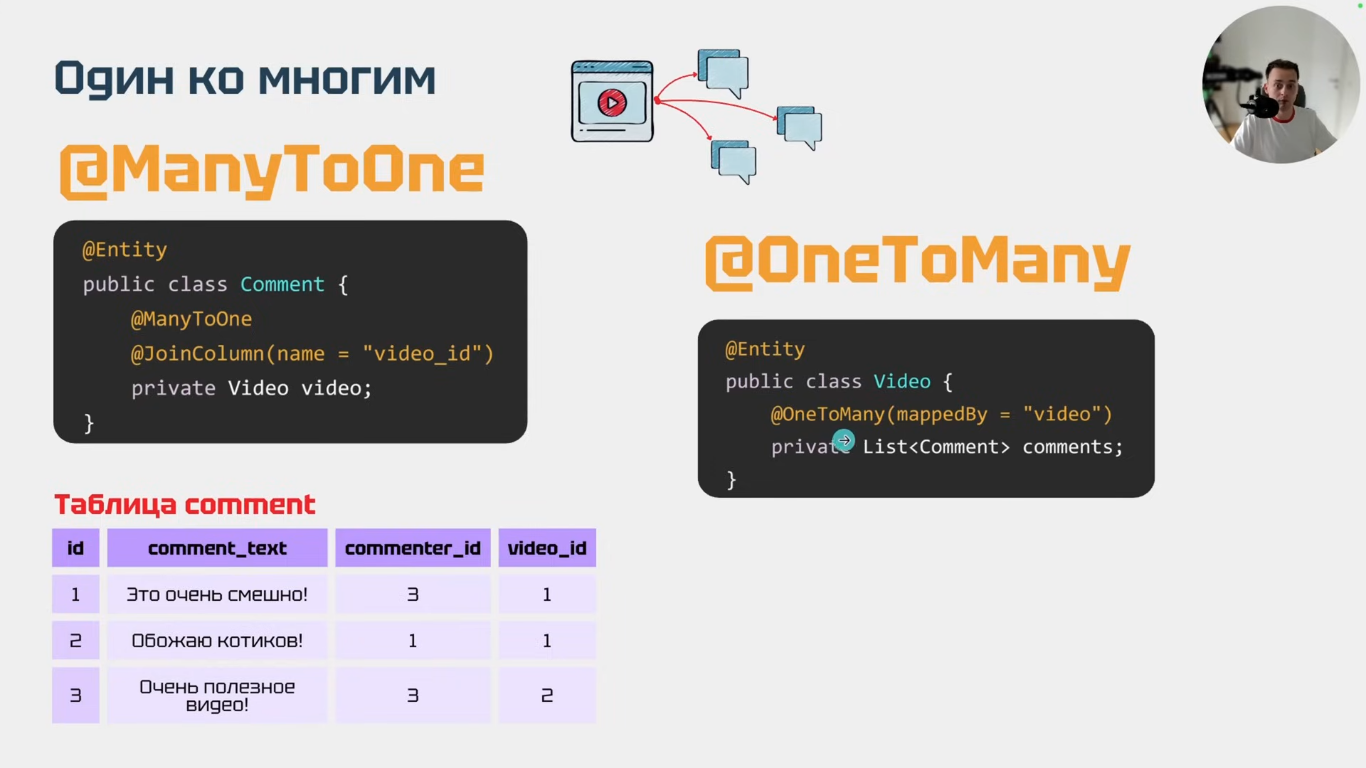 Один ко многим
@ManyToOne
@Entity
public class Comment {
@ManyToOne
@JoinColumn(name = "video_id")
private Video video;
}
@OneToMany
@Entity
public class Video {
@OneToMany(mappedBy = "video")
private List<Comment> comments;
}
Таблица comment
id comment_text commenter_id video_id
1 Это очень смешно! 3 1
2 Обожаю котиков! 1 1
3 Очень полезное видео! 3 2